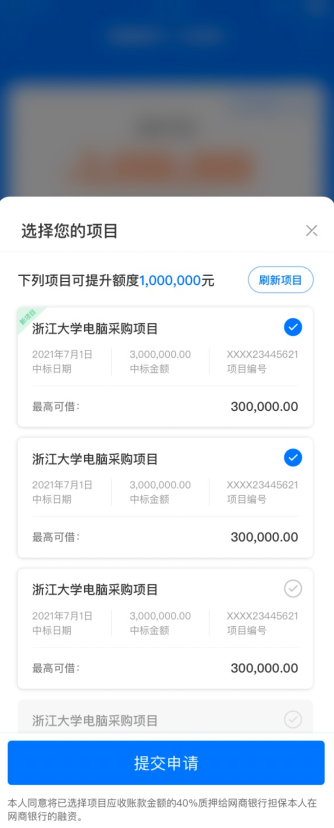 选择您的项目
下列项目可提升额度1,000,000元
刷新项目
新项目
浙江大学电脑采购项目
2021年7月1日 3,000,000.00 XXXX23445621
中标日期 中标金额 项目编号
最高可借： 300,000.00
浙江大学电脑采购项目
2021年7月1日 3,000,000.00 XXXX23445621
中标日期 中标金额 项目编号
最高可借： 300,000.00
浙江大学电脑采购项目
2021年7月1日 3,000,000.00 XXXX23445621
中标日期 中标金额 项目编号
最高可借： 300,000.00
浙江大学电脑采购项目
提交申请
本人同意将已选择项目应收账款金额的40%质押给网商银行担保本人在
网商银行的融资。